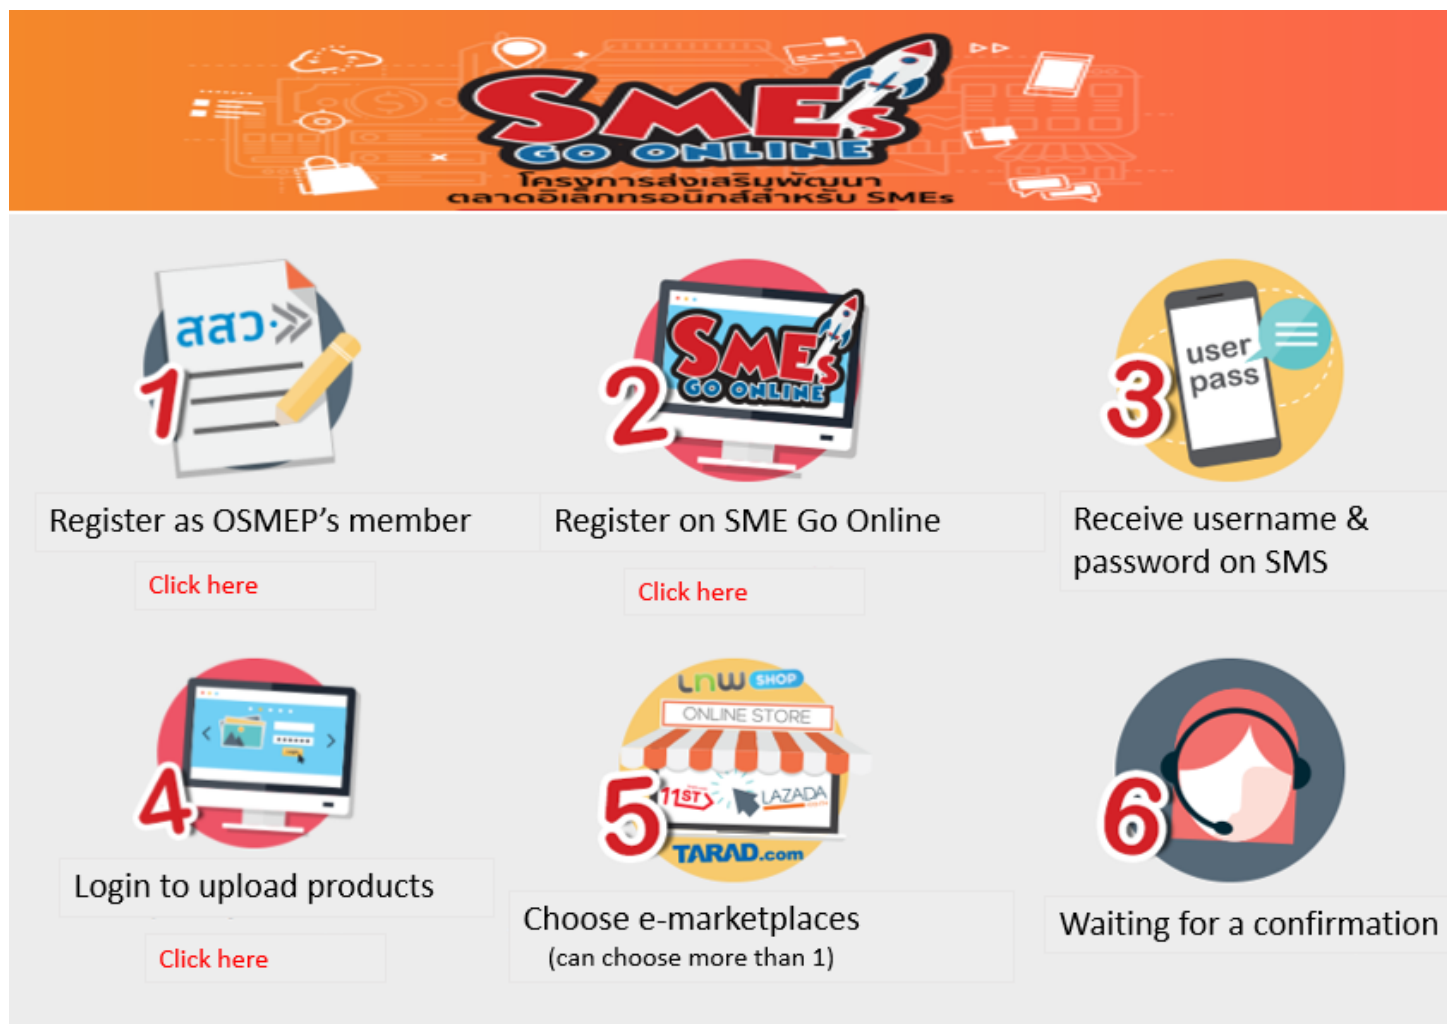 SMEs
GO ONLINE
โครงการส่งเสริมพัฒนา
ตลาดอิเล็กทรอนิกส์สำหรับ SMEs
สสว.
1
Register as OSMEP's member
Click here
SMEs
GO ONLINE
2
Register on SME Go Online
Click here
user
pass
3
Receive username &
password on SMS
4
Login to upload products
Click here
LnW SHOP
ONLINE STORE
11ST LAZADA
5
TARAD.com
Choose e-marketplaces
(can choose more than 1)
6
Waiting for a confirmation